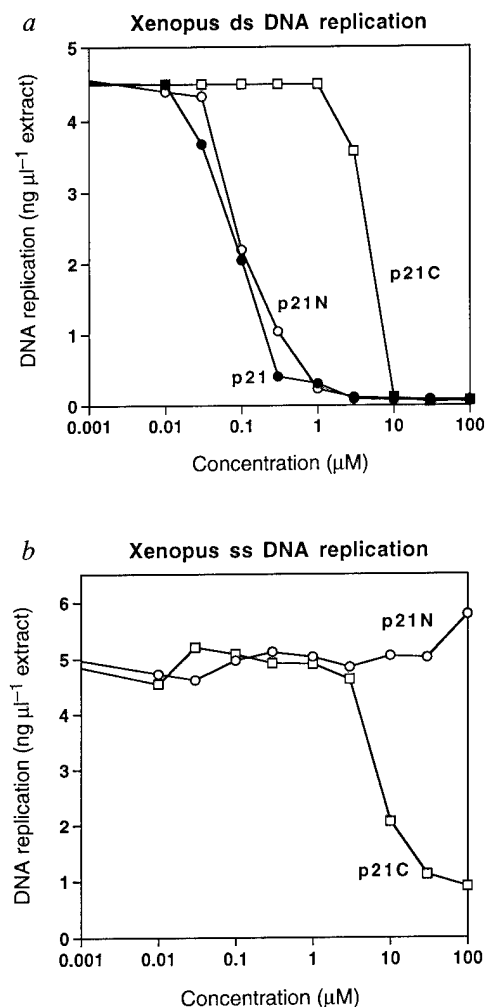 a
Xenopus ds DNA replication
DNA replication (ng μl⁻¹ extract)
5
4
3
2
1
0
p21C
p21N
p21
0.001 0.01 0.1 1 10 100
Concentration (μM)
b
Xenopus ss DNA replication
DNA replication (ng μl⁻¹ extract)
6
5
4
3
2
1
0
p21N
p21C
0.001 0.01 0.1 1 10 100
Concentration (μM)